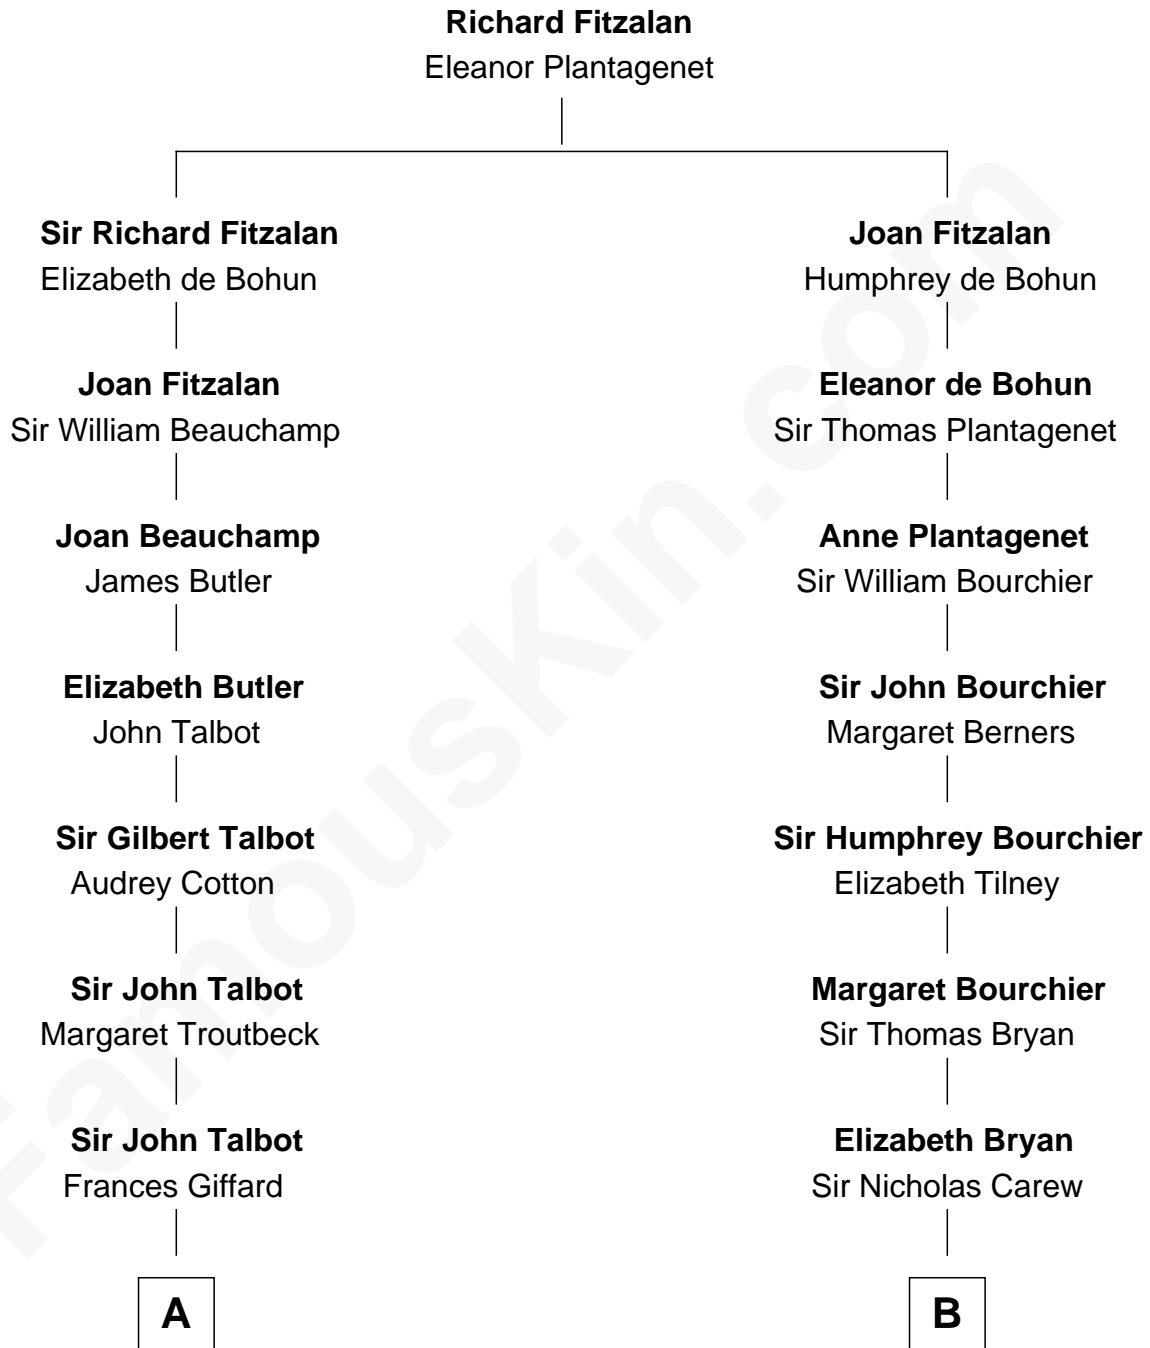 Richard Fitzalan
Eleanor Plantagenet
Sir Richard Fitzalan
Elizabeth de Bohun
Joan Fitzalan
Sir William Beauchamp
Joan Beauchamp
James Butler
Elizabeth Butler
John Talbot
Sir Gilbert Talbot
Audrey Cotton
Sir John Talbot
Margaret Troutbeck
Sir John Talbot
Frances Giffard
A
Joan Fitzalan
Humphrey de Bohun
Eleanor de Bohun
Sir Thomas Plantagenet
Anne Plantagenet
Sir William Bourchier
Sir John Bourchier
Margaret Berners
Sir Humphrey Bourchier
Elizabeth Tilney
Margaret Bourchier
Sir Thomas Bryan
Elizabeth Bryan
Sir Nicholas Carew
B
FamousKin.com